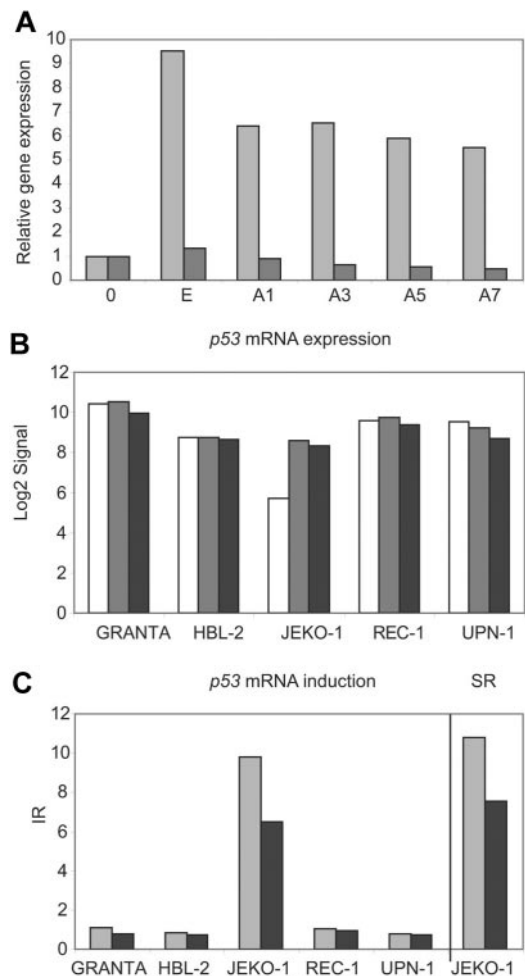 A
Relative gene expression
10
9
8
7
6
5
4
3
2
1
0
0 E A1 A3 A5 A7
B
p53 mRNA expression
Log2 Signal
12
10
8
6
4
2
0
GRANTA HBL-2 JEKO-1 REC-1 UPN-1
C
p53 mRNA induction SR
IR
12
10
8
6
4
2
0
GRANTA HBL-2 JEKO-1 REC-1 UPN-1 JEKO-1